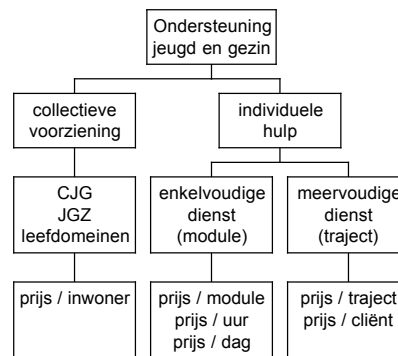 Ondersteuning
jeugd en gezin
collectieve
voorziening
individuele
hulp
CJG
JGZ
leefdomeinen
enkelvoudige
dienst
(module)
meervoudige
dienst
(traject)
prijs / inwoner
prijs / module
prijs / uur
prijs / dag
prijs / traject
prijs / cliënt